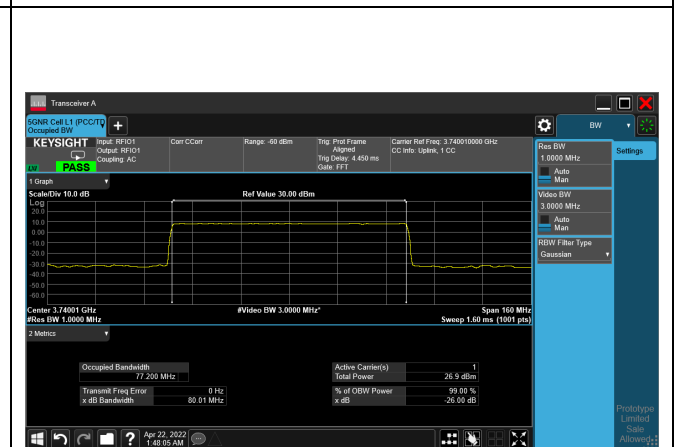 Transceiver A
5GNR Cell L1 (PCC/TD
Occupied BW
BW
KEYSIGHT
Input: RFIO1
Output: RFIO1
Coupling: AC
Corr CCorr
Range: -60 dBm
Trig: Prot Frame
Aligned
Trig Delay: 4.450 ms
Gate: FFT
Carrier Ref Freq: 3.740010000 GHz
CC Info: Uplink, 1 CC
PASS
Res BW
1.0000 MHz
Auto
Man
Settings
Video BW
3.0000 MHz
Auto
Man
RBW Filter Type
Gaussian
1 Graph
Scale/Div 10.0 dB
Ref Value 30.00 dBm
Log
20.0
10.0
0.00
-10.0
-20.0
-30.0
-40.0
-50.0
-60.0
Center 3.74001 GHz
#Video BW 3.0000 MHz*
Span 160 MHz
#Res BW 1.0000 MHz
Sweep 1.60 ms (1001 pts)
2 Metrics
Occupied Bandwidth
77.200 MHz
Active Carrier(s) 1
Total Power 26.9 dBm
Transmit Freq Error 0 Hz
x dB Bandwidth 80.01 MHz
% of OBW Power 99.00 %
x dB -26.00 dB
Prototype
Limited
Sale
Allowed
Apr 22, 2022
1:48:05 AM